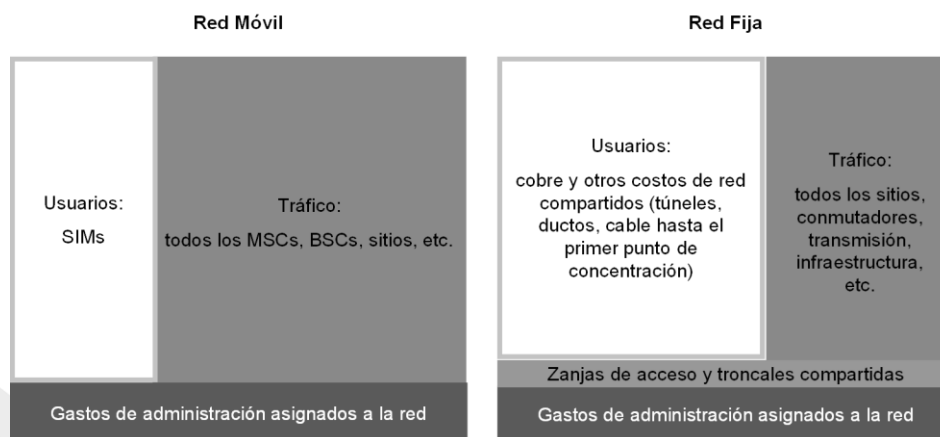 Red Móvil
Usuarios:
SIMs
Tráfico:
todos los MSCs, BSCs, sitios, etc.
Gastos de administración asignados a la red
Red Fija
Usuarios:
cobre y otros costos de red
compartidos (túneles,
ductos, cable hasta el
primer punto de
concentración)
Tráfico:
todos los sitios,
conmutadores,
transmisión,
infraestructura,
etc.
Zanjas de acceso y troncales compartidas
Gastos de administración asignados a la red